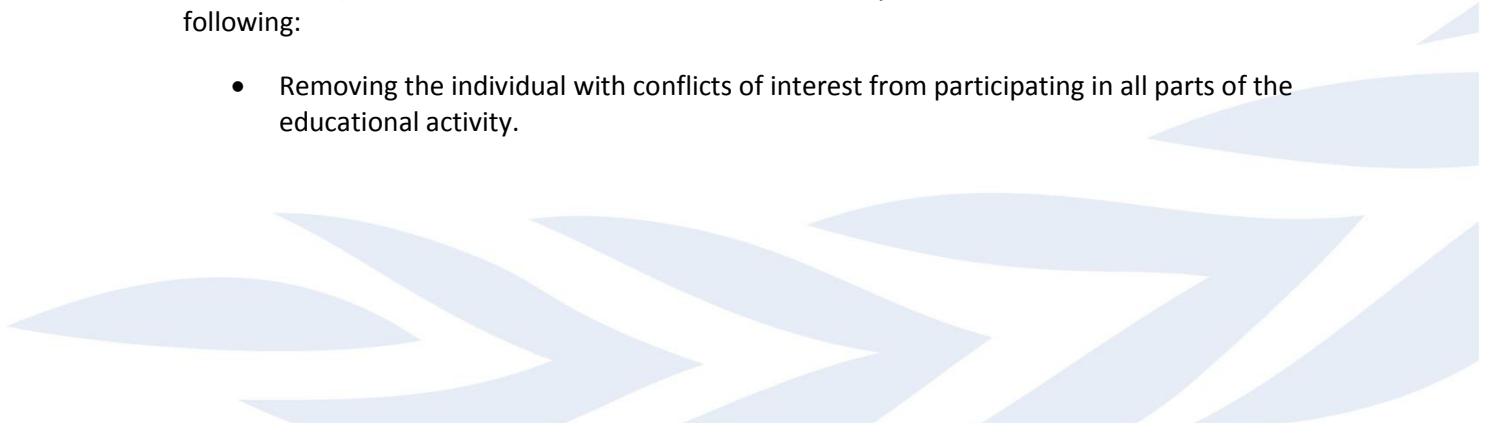 following:
• Removing the individual with conflicts of interest from participating in all parts of the
educational activity.